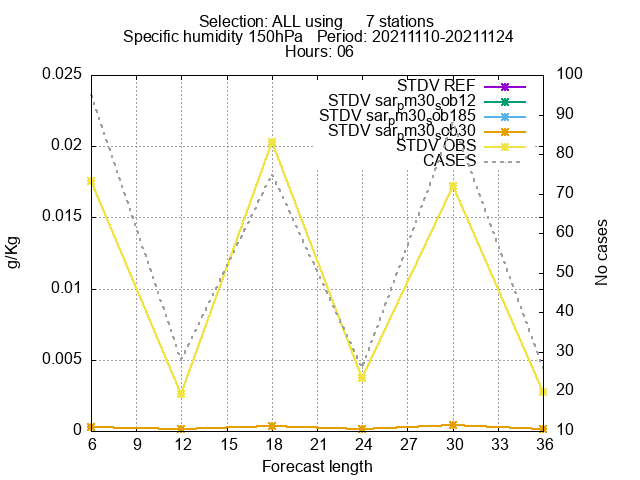 Selection: ALL using 7 stations
Specific humidity 150hPa Period: 20211110-20211124
Hours: 06
STDV REF
STDV sarpm30sob12
STDV sarpm30sob185
STDV sarpm30sob30
STDV OBS
CASES
0.025
0.02
0.015
0.01
0.005
0
g/Kg
100
90
80
70
60
50
40
30
20
10
No cases
6 9 12 15 18 21 24 27 30 33 36
Forecast length